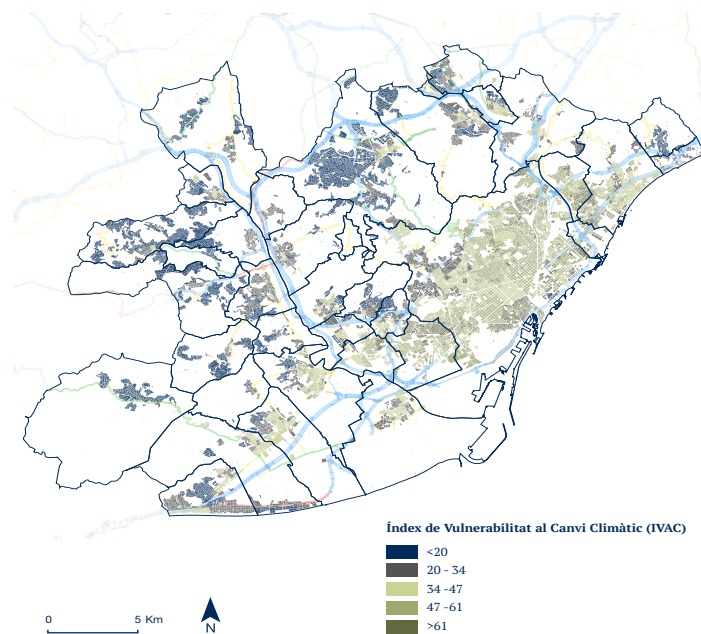 Índex de Vulnerabilitat al Canvi Climàtic (IVAC)
<20
20 - 34
34 -47
47 -61
>61
0 5 Km
N